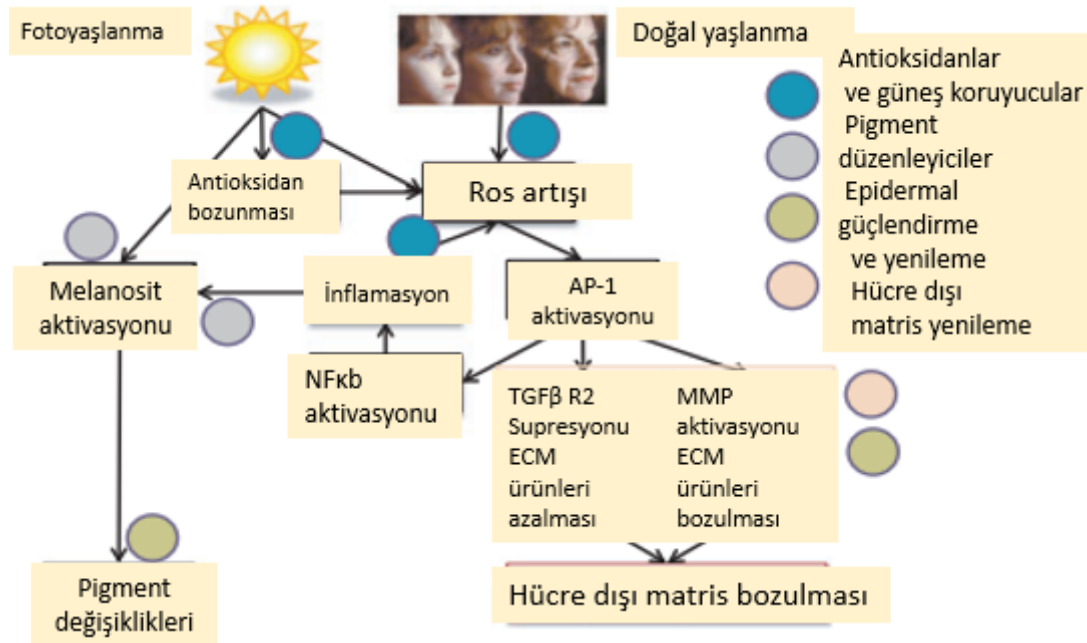 Fotoyaşlanma
Doğal yaşlanma
Antioksidanlar
ve güneş koruyucular
Pigment
düzenleyiciler
Epidermal
güçlendirme
ve yenileme
Hücre dışı
matris yenileme
Antioksidan
bozunması
Ros artışı
Melanosit
aktivasyonu
İnflamasyon
AP-1
aktivasyonu
NFκb
aktivasyonu
TGFβ R2
Supresyonu
ECM
ürünleri
azalması
MMP
aktivasyonu
ECM
ürünleri
bozulması
Pigment
değişiklikleri
Hücre dışı matris bozulması